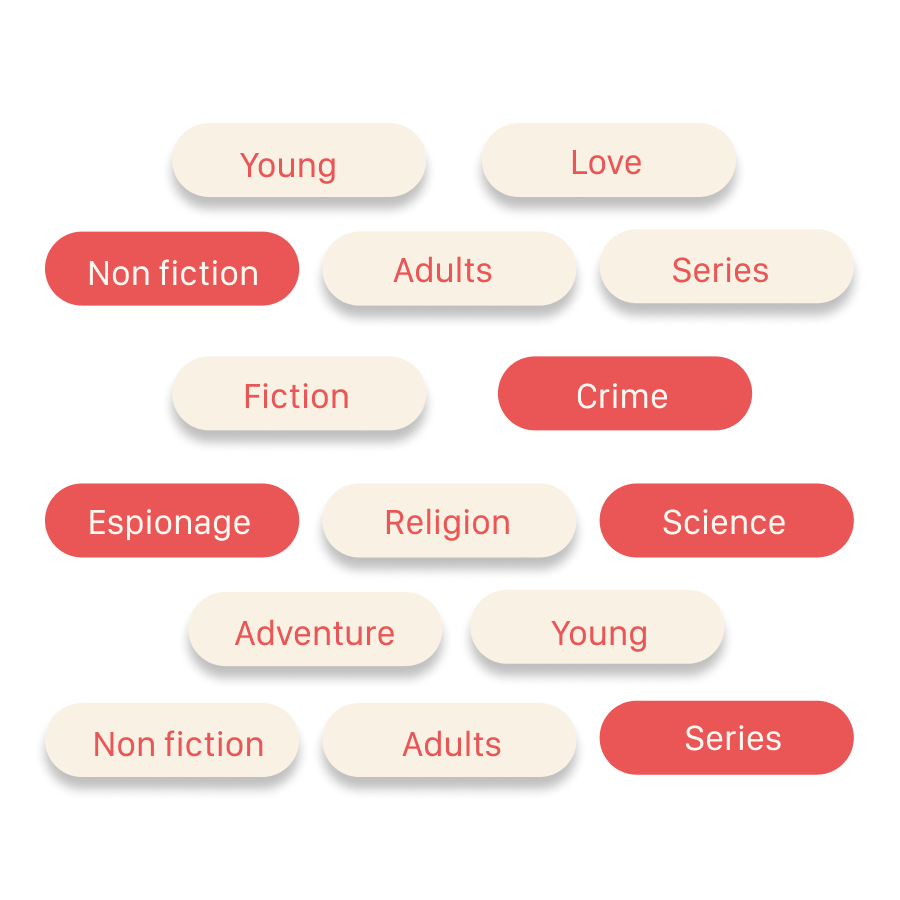 Young
Love
Non fiction
Adults
Series
Fiction
Crime
Espionage
Religion
Science
Adventure
Young
Non fiction
Adults
Series